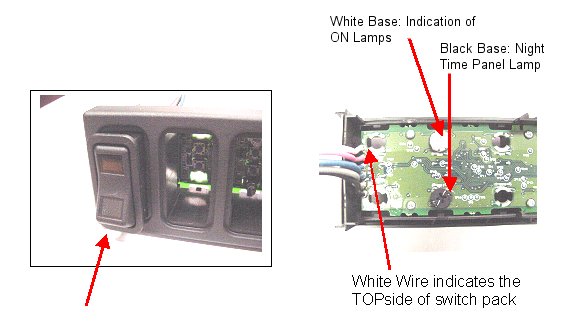 White Base: Indication of
ON Lamps
Black Base: Night
Time Panel Lamp
White Wire indicates the
TOPside of switch pack